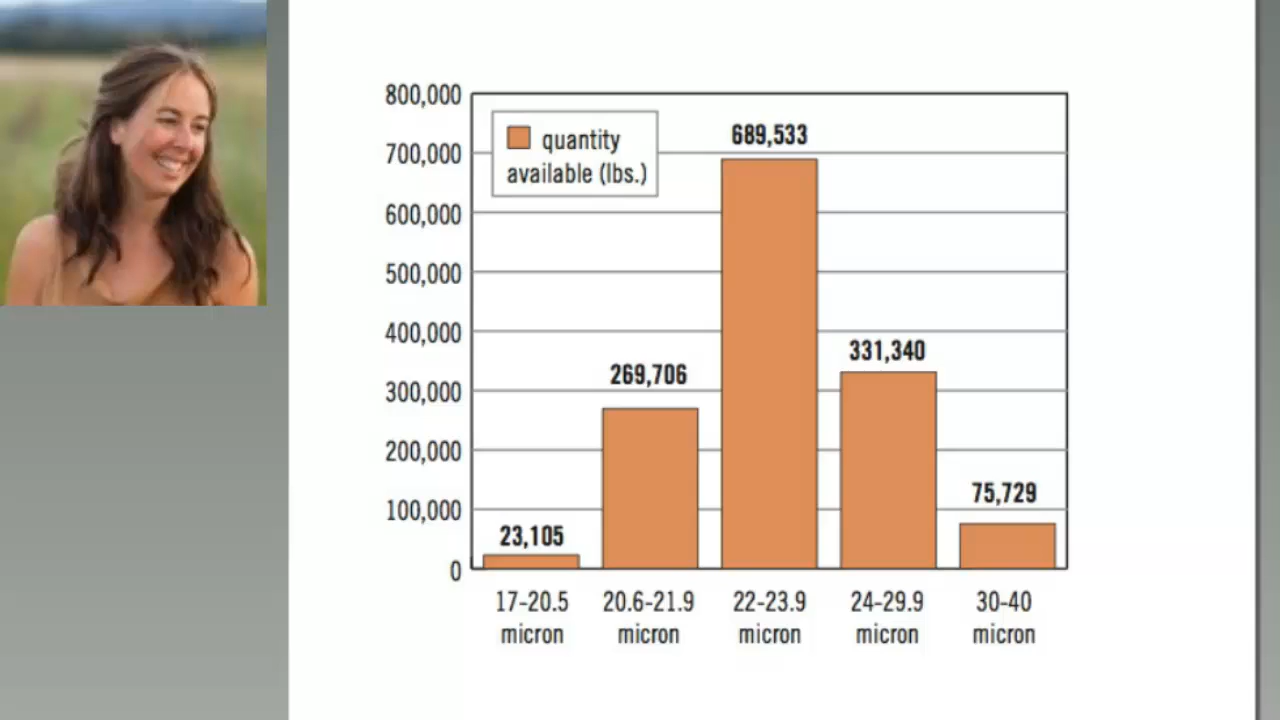 800,000
700,000
600,000
500,000
400,000
300,000
200,000
100,000
0
quantity
available (lbs.)
23,105
269,706
689,533
331,340
75,729
17-20.5 micron
20.6-21.9 micron
22-23.9 micron
24-29.9 micron
30-40 micron